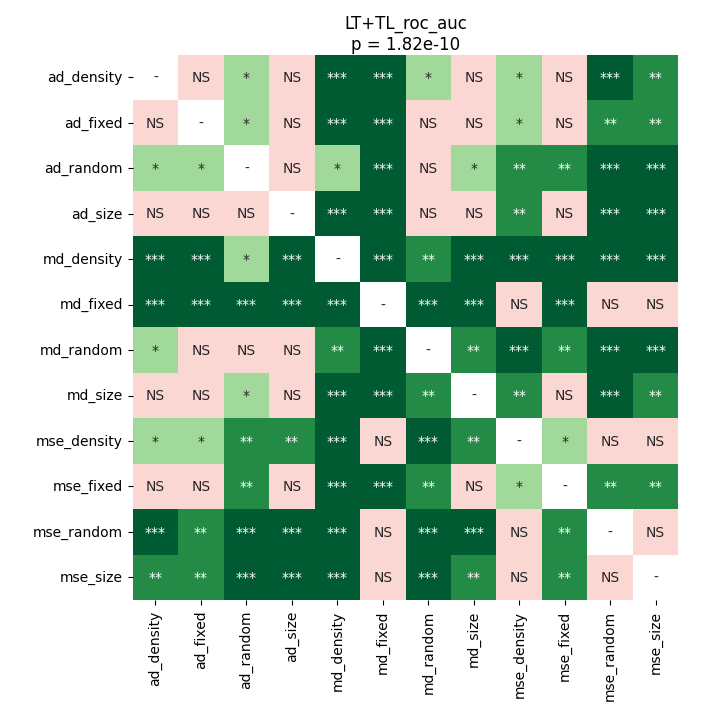 LT+TL_roc_auc
p = 1.82e-10
ad_density - NS * NS *** *** * NS * NS *** **
ad_fixed NS - * NS *** *** NS NS * NS ** **
ad_random * * - NS * *** NS * ** ** *** ***
ad_size NS NS NS - *** *** NS NS ** NS *** ***
md_density *** *** * *** - *** ** *** *** *** *** ***
md_fixed *** *** *** *** *** - *** *** NS *** NS NS
md_random * NS NS NS ** *** - ** *** ** *** ***
md_size NS NS * NS *** *** ** - ** NS *** **
mse_density * * ** ** *** NS *** ** - * NS NS
mse_fixed NS NS ** NS *** *** ** NS * - ** **
mse_random *** ** *** *** *** NS *** *** NS ** - NS
mse_size ** ** *** *** *** NS *** ** NS ** NS -
ad_density ad_fixed ad_random ad_size md_density md_fixed md_random md_size mse_density mse_fixed mse_random mse_size